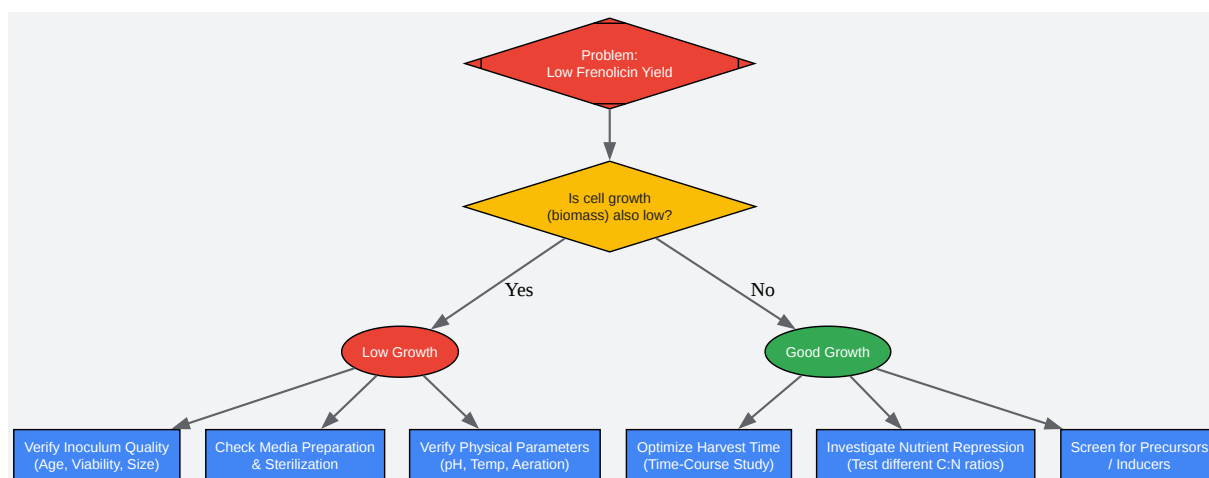 Problem:
Low Frenolicin Yield
Is cell growth
(biomass) also low?
Yes
No
Low Growth
Good Growth
Verify Inoculum Quality
(Age, Viability, Size)
Check Media Preparation
& Sterilization
Verify Physical Parameters
(pH, Temp, Aeration)
Optimize Harvest Time
(Time-Course Study)
Investigate Nutrient Repression
(Test different C:N ratios)
Screen for Precursors
/ Inducers